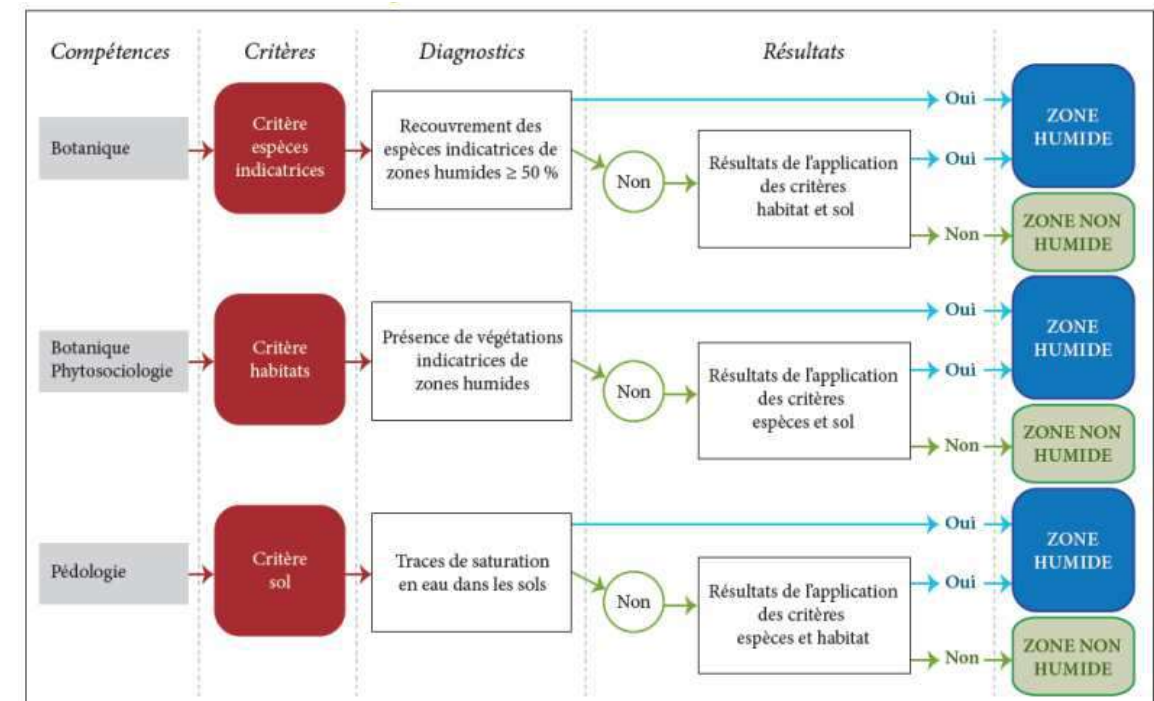 Compétences
Critères
Diagnostics
Résultats
Botanique
Critère
espèces
indicatrices
Recouvrement des
espèces indicatrices de
zones humides ≥ 50 %
Non
Résultats de l'application
des critères
habitat et sol
Oui
Oui
Non
ZONE
HUMIDE
ZONE NON
HUMIDE
Botanique
Phytosociologie
Critère
habitats
Présence de végétations
indicatrices de
zones humides
Non
Résultats de l'application
des critères
espèces et sol
Oui
Oui
Non
ZONE
HUMIDE
ZONE NON
HUMIDE
Pédologie
Critère
sol
Traces de saturation
en eau dans les sols
Non
Résultats de l'application
des critères
espèces et habitat
Oui
Oui
Non
ZONE
HUMIDE
ZONE NON
HUMIDE